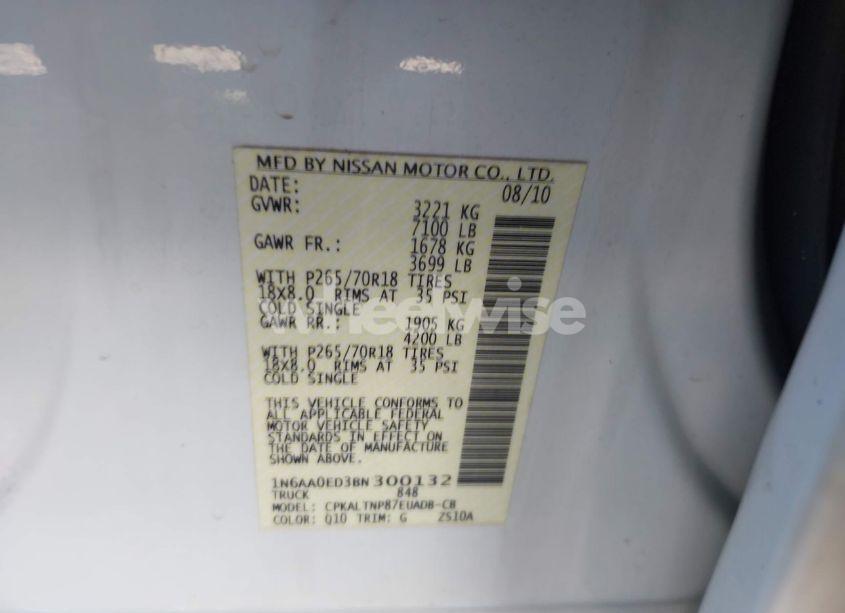 MFD BY NISSAN MOTOR CO., LTD.
DATE: 08/10
GVWR: 3221 KG
7100 LB
GAWR FR.: 1678 KG
3699 LB
WITH P265/70R18 TIRES
18X8.0 RIMS AT 35 PSI
COLD SINGLE
GAWR RR.: 1905 KG
4200 LB
WITH P265/70R18 TIRES
18X8.0 RIMS AT 35 PSI
COLD SINGLE
THIS VEHICLE CONFORMS TO
ALL APPLICABLE FEDERAL
MOTOR VEHICLE SAFETY
STANDARDS IN EFFECT ON
THE DATE OF MANUFACTURE
SHOWN ABOVE.
1N6AA0ED3BN300132
TRUCK 848
MODEL: CPKALTNP87EUADB-CB
COLOR: Q10 TRIM: G ZS10A
wheelwise